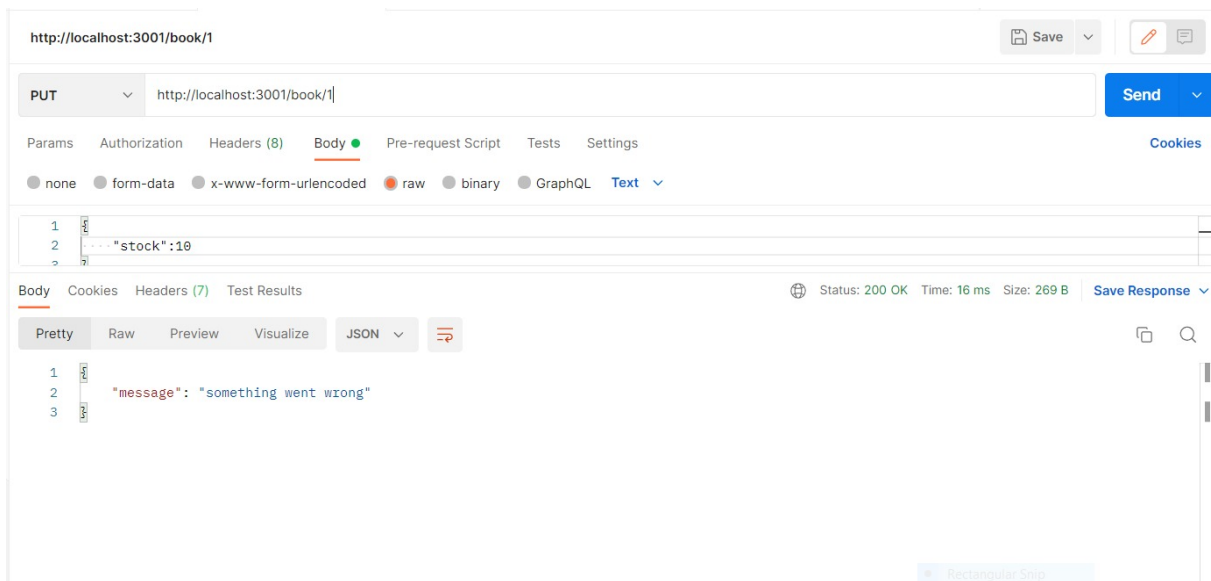 http://localhost:3001/book/1 Save
PUT http://localhost:3001/book/1 Send
Params Authorization Headers (8) Body Pre-request Script Tests Settings Cookies
none form-data x-www-form-urlencoded raw binary GraphQL Text
1 {
2 "stock":10
3 }
Body Cookies Headers (7) Test Results Status: 200 OK Time: 16 ms Size: 269 B Save Response
Pretty Raw Preview Visualize JSON
1 {
2 "message": "something went wrong"
3 }
Rectangular Snip